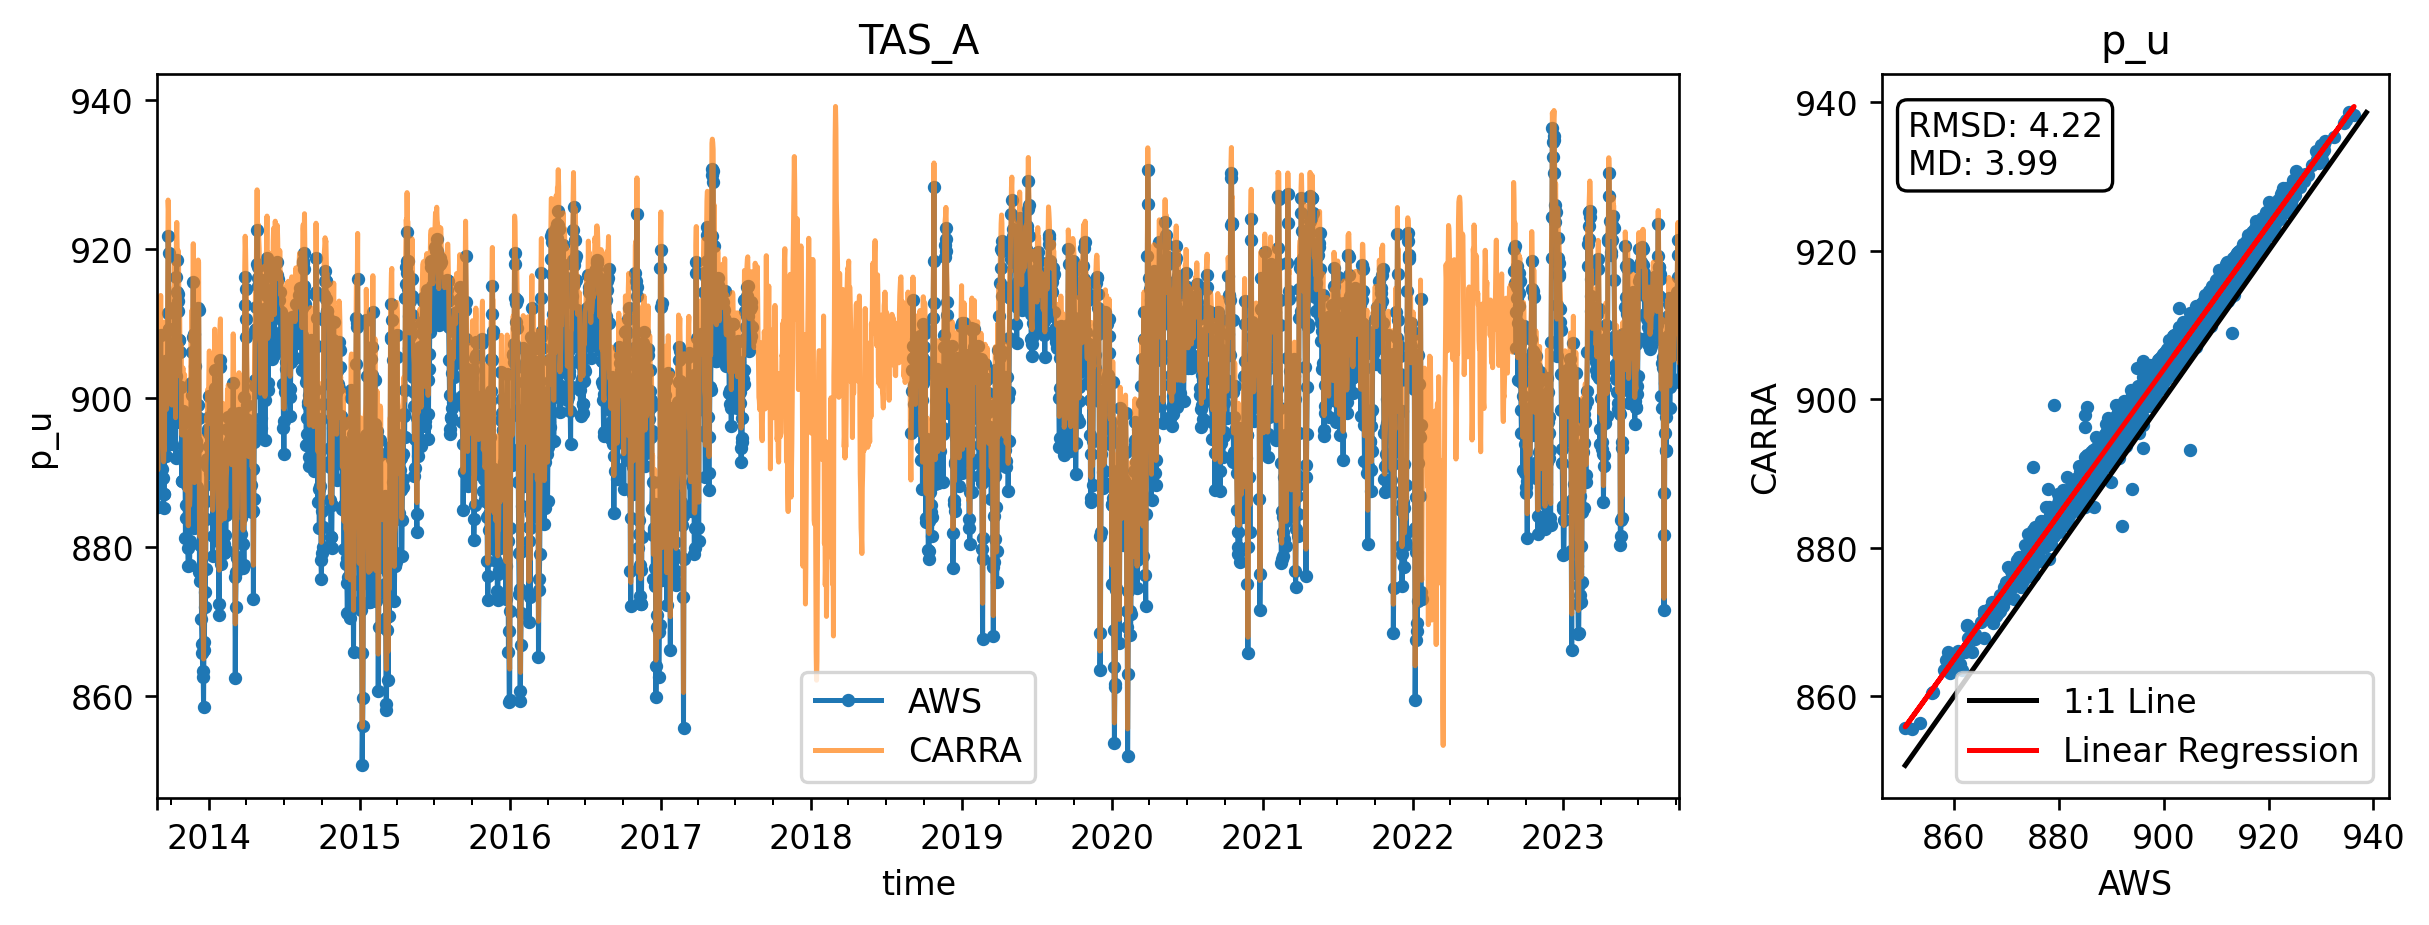 TAS_A
940
920
900
880
860
p_u
2014 2015 2016 2017 2018 2019 2020 2021 2022 2023
time
AWS
CARRA
p_u
940
920
900
880
860
CARRA
RMSD: 4.22
MD: 3.99
1:1 Line
Linear Regression
860 880 900 920 940
AWS